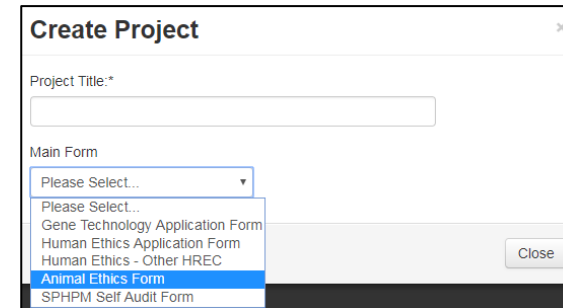 Create Project
×
Project Title:*
Main Form
Please Select...
Please Select...
Gene Technology Application Form
Human Ethics Application Form
Human Ethics - Other HREC
Animal Ethics Form
SPHPM Self Audit Form
Close